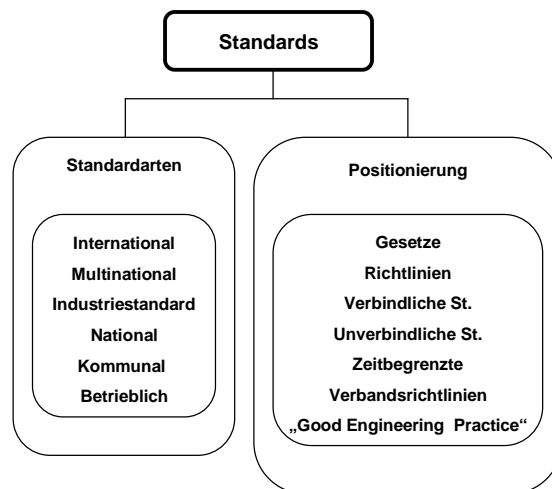 Standards
Standardarten
International
Multinational
Industriestandard
National
Kommunal
Betrieblich
Positionierung
Gesetze
Richtlinien
Verbindliche St.
Unverbindliche St.
Zeitbegrenzte
Verbandsrichtlinien
„Good Engineering Practice“